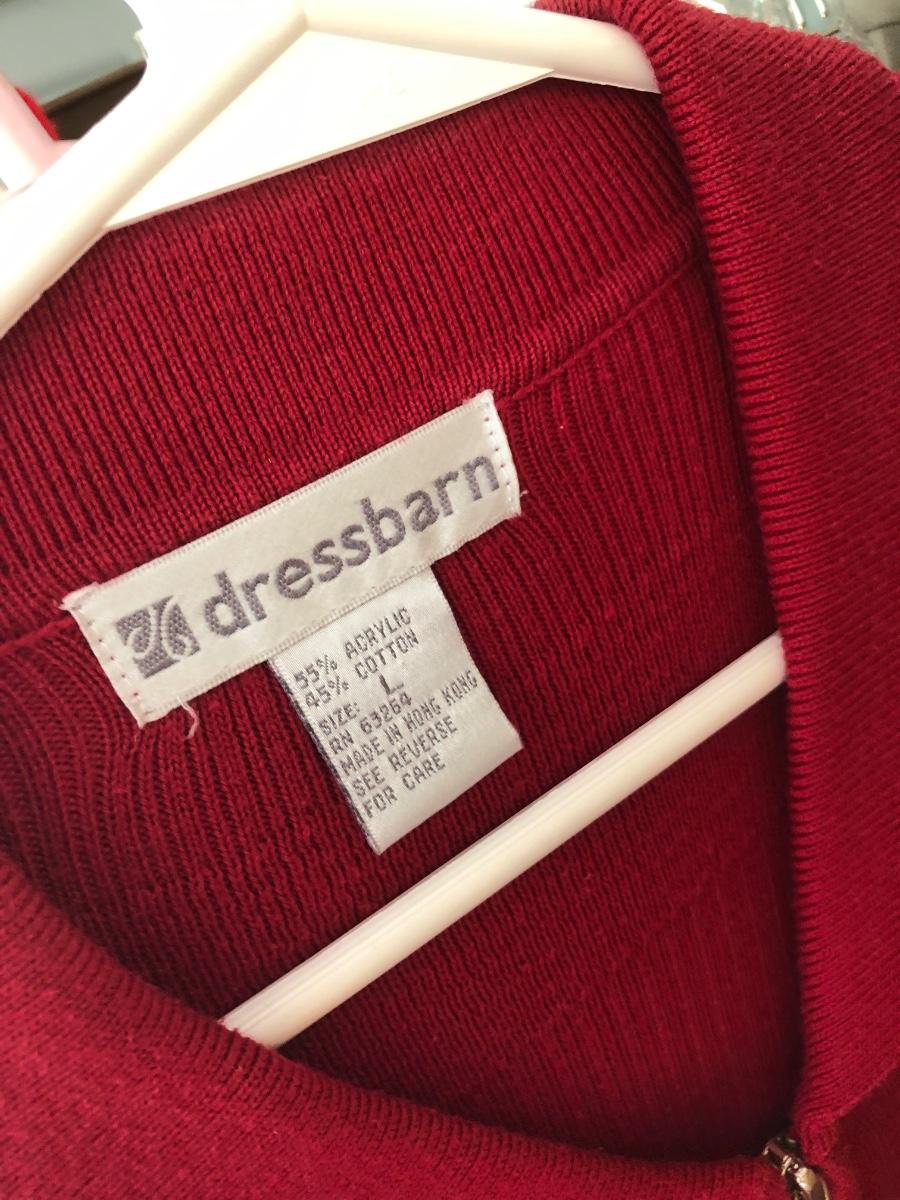 dressbarn
55% ACRYLIC
45% COTTON
SIZE: L
RN 63264
MADE IN HONG KONG
SEE REVERSE
FOR CARE